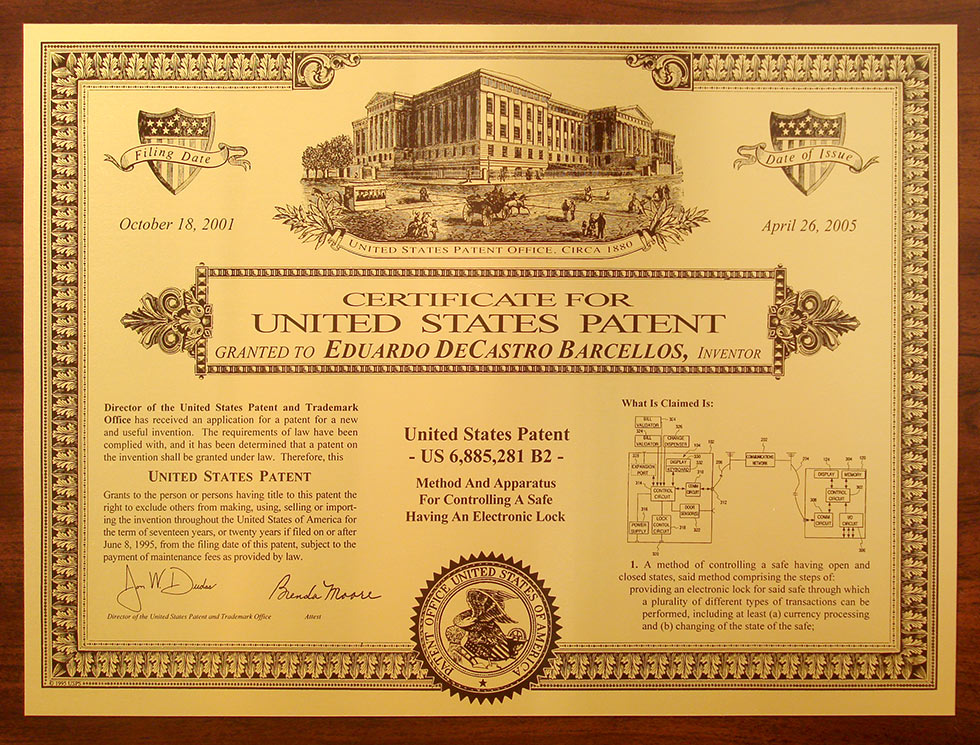 Filing Date
Date of Issue
October 18, 2001
April 26, 2005
UNITED STATES PATENT OFFICE, CIRCA 1880
CERTIFICATE FOR
UNITED STATES PATENT
GRANTED TO EDUARDO DECASTRO BARCELLOS, INVENTOR
Director of the United States Patent and Trademark
Office has received an application for a patent for a new
and useful invention. The requirements of law have been
complied with, and it has been determined that a patent on
the invention shall be granted under law. Therefore, this
UNITED STATES PATENT
Grants to the person or persons having title to this patent the
right to exclude others from making, using, selling or import-
ing the invention throughout the United States of America for
the term of seventeen years, or twenty years if filed on or after
June 8, 1995, from the filing date of this patent, subject to the
payment of maintenance fees as provided by law.
Jon W Dudas
Brenda Moore
Director of the United States Patent and Trademark Office
Attest
United States Patent
- US 6,885,281 B2 -
Method And Apparatus
For Controlling A Safe
Having An Electronic Lock
PATENT OFFICE, UNITED STATES OF AMERICA
What Is Claimed Is:
BILL
VALIDATOR
304
324
326
BILL
VALIDATOR
CHANGE
DISPENSER
EXPANSION
PORT
DISPLAY
KEYBOARD
CONTROL
CIRCUIT
COMM
CIRCUIT
DOOR
SENSOR(S)
POWER
SUPPLY
LOCK
CONTROL
CIRCUIT
COMMUNICATIONS
NETWORK
DISPLAY
MEMORY
CONTROL
CIRCUIT
COMM
CIRCUIT
I/O
CIRCUIT
1. A method of controlling a safe having open and
closed states, said method comprising the steps of:
providing an electronic lock for said safe through which
a plurality of different types of transactions can be
performed, including at least (a) currency processing
and (b) changing of the state of the safe;